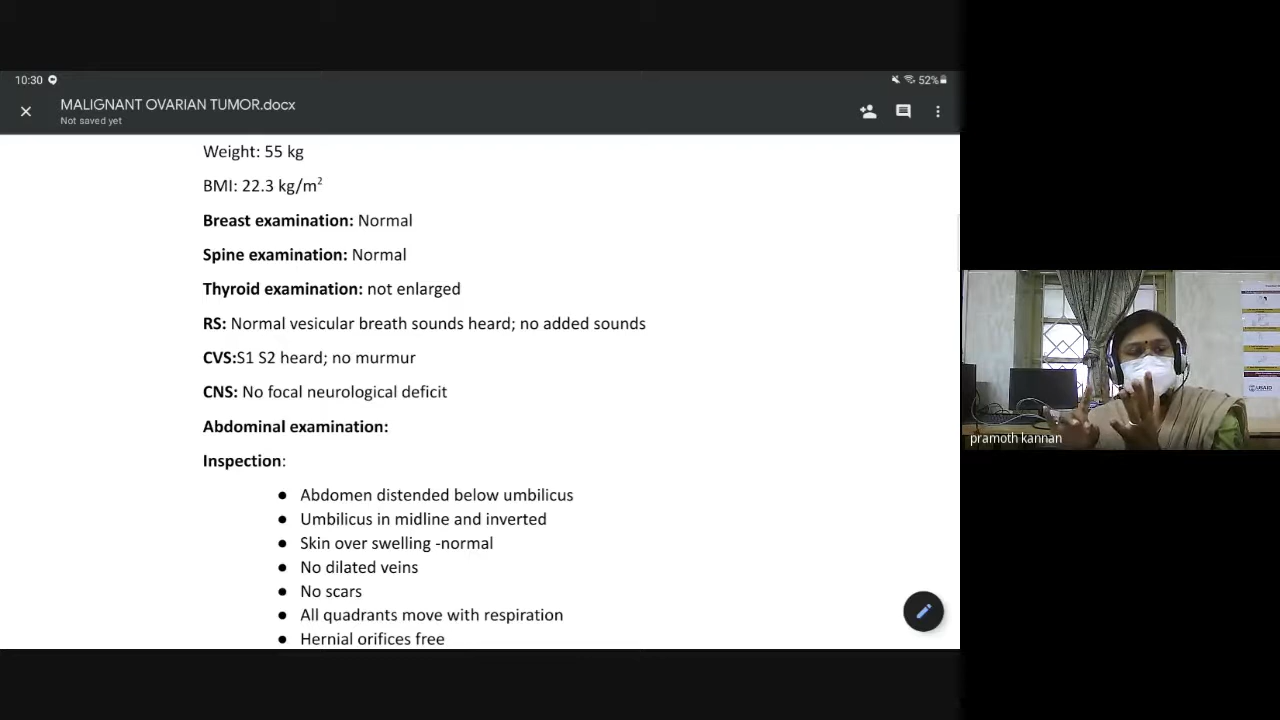 10:30
52%
MALIGNANT OVARIAN TUMOR.docx
Not saved yet
Weight: 55 kg
BMI: 22.3 kg/m²
Breast examination: Normal
Spine examination: Normal
Thyroid examination: not enlarged
RS: Normal vesicular breath sounds heard; no added sounds
CVS:S1 S2 heard; no murmur
CNS: No focal neurological deficit
Abdominal examination:
Inspection:
● Abdomen distended below umbilicus
● Umbilicus in midline and inverted
● Skin over swelling -normal
● No dilated veins
● No scars
● All quadrants move with respiration
● Hernial orifices free
USAID
pramoth kannan